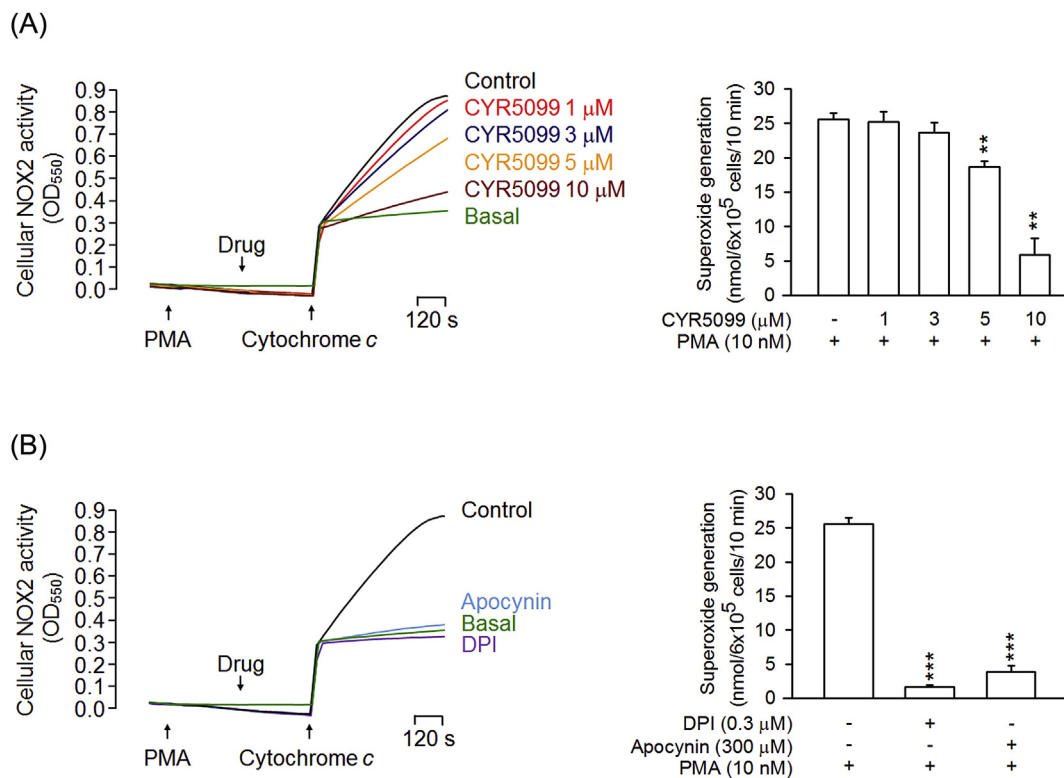 (A)
Cellular NOX2 activity
(OD550)
0.9
0.8
0.7
0.6
0.5
0.4
0.3
0.2
0.1
0.0
Control
CYR5099 1 μM
CYR5099 3 μM
CYR5099 5 μM
CYR5099 10 μM
Basal
Drug
PMA
Cytochrome c
120 s
Superoxide generation
(nmol/6x10⁵ cells/10 min)
30
25
20
15
10
5
0
**
**
CYR5099 (μM) - 1 3 5 10
PMA (10 nM) + + + + +
(B)
Cellular NOX2 activity
(OD550)
0.9
0.8
0.7
0.6
0.5
0.4
0.3
0.2
0.1
0.0
Control
Apocynin
Basal
DPI
Drug
PMA
Cytochrome c
120 s
Superoxide generation
(nmol/6x10⁵ cells/10 min)
30
25
20
15
10
5
0
***
***
DPI (0.3 μM) - + -
Apocynin (300 μM) - - +
PMA (10 nM) + + +